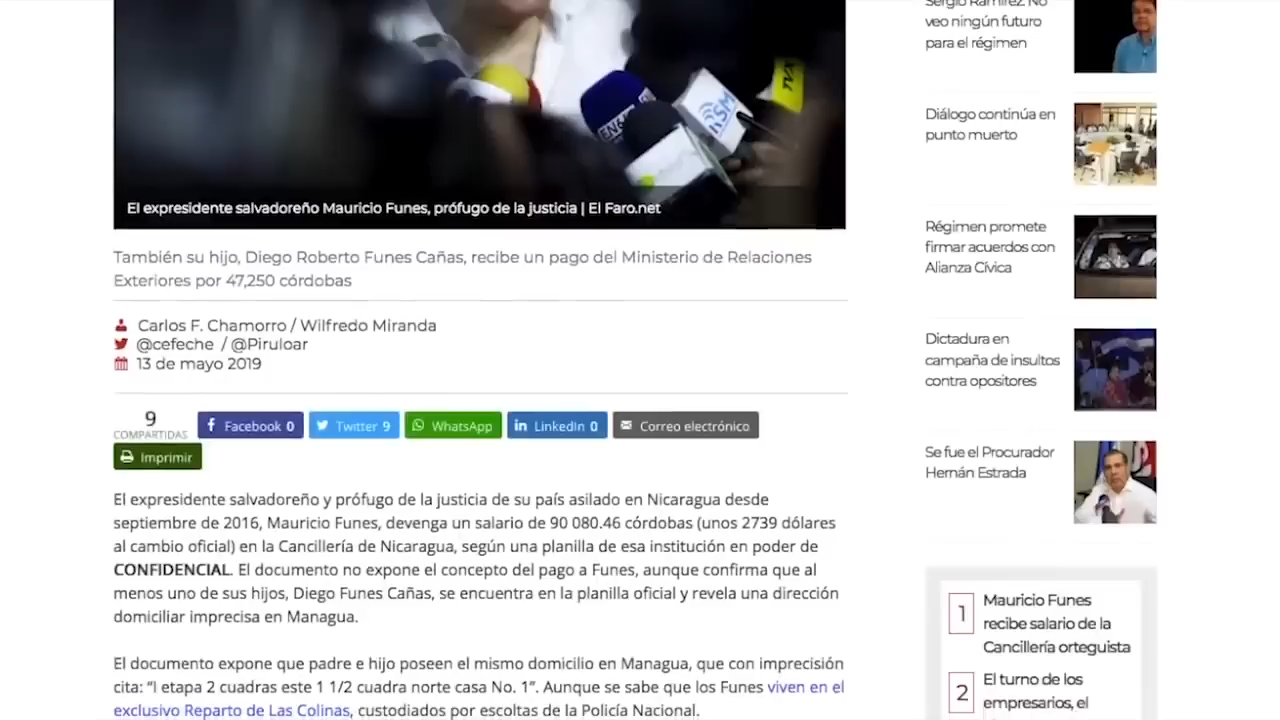 TVX
RSM
El expresidente salvadoreño Mauricio Funes, prófugo de la justicia | El Faro.net
También su hijo, Diego Roberto Funes Cañas, recibe un pago del Ministerio de Relaciones
Exteriores por 47,250 córdobas
Carlos F. Chamorro / Wilfredo Miranda
@cefeche / @Piruloar
13 de mayo 2019
9
COMPARTIDAS
Facebook 0
Twitter 9
WhatsApp
LinkedIn 0
Correo electrónico
Imprimir
El expresidente salvadoreño y prófugo de la justicia de su país asilado en Nicaragua desde
septiembre de 2016, Mauricio Funes, devenga un salario de 90 080.46 córdobas (unos 2739 dólares
al cambio oficial) en la Cancillería de Nicaragua, según una planilla de esa institución en poder de
CONFIDENCIAL. El documento no expone el concepto del pago a Funes, aunque confirma que al
menos uno de sus hijos, Diego Funes Cañas, se encuentra en la planilla oficial y revela una dirección
domiciliar imprecisa en Managua.
El documento expone que padre e hijo poseen el mismo domicilio en Managua, que con imprecisión
cita: “I etapa 2 cuadras este 1 1/2 cuadra norte casa No. 1”. Aunque se sabe que los Funes viven en el
exclusivo Reparto de Las Colinas, custodiados por escoltas de la Policía Nacional.
Sergio Ramírez: No
veo ningún futuro
para el régimen
Diálogo continúa en
punto muerto
Régimen promete
firmar acuerdos con
Alianza Cívica
Dictadura en
campaña de insultos
contra opositores
Se fue el Procurador
Hernán Estrada
1
Mauricio Funes
recibe salario de la
Cancillería orteguista
2
El turno de los
empresarios, el